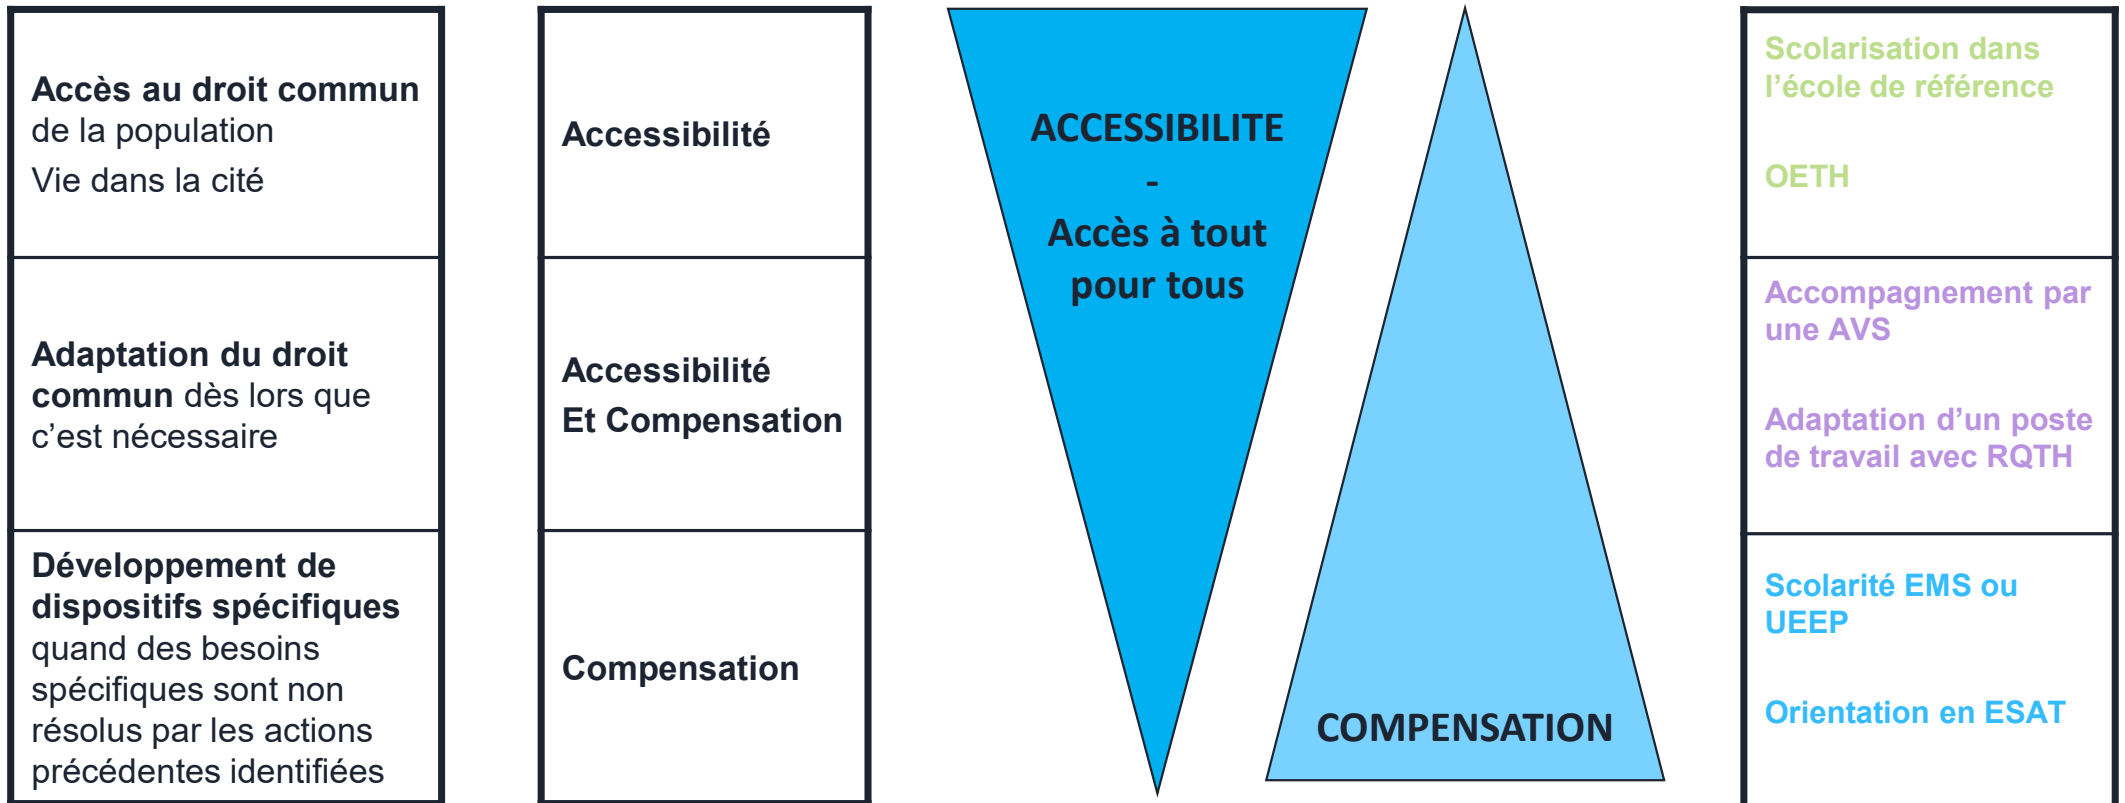 Accès au droit commun
de la population
Vie dans la cité
Adaptation du droit
commun dès lors que
c’est nécessaire
Développement de
dispositifs spécifiques
quand des besoins
spécifiques sont non
résolus par les actions
précédentes identifiées
Accessibilité
Accessibilité
Et Compensation
Compensation
ACCESSIBILITE
-
Accès à tout
pour tous
COMPENSATION
Scolarisation dans
l’école de référence
OETH
Accompagnement par
une AVS
Adaptation d’un poste
de travail avec RQTH
Scolarité EMS ou
UEEP
Orientation en ESAT